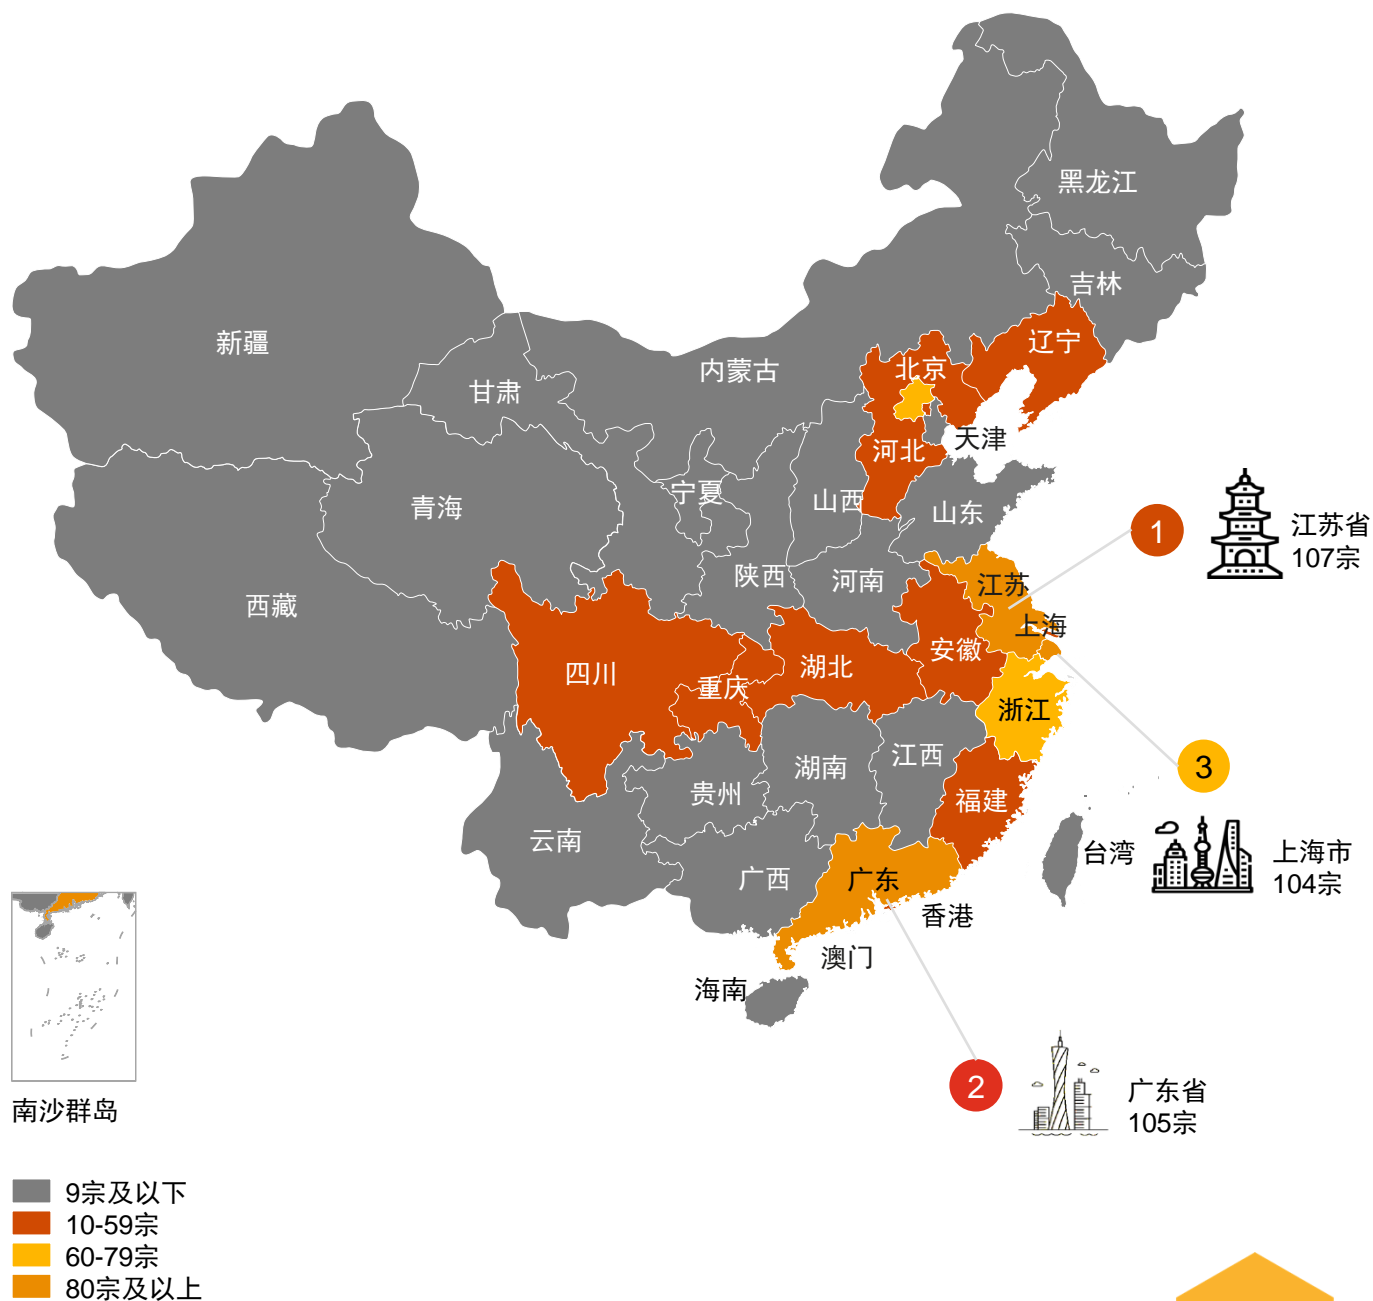 黑龙江
吉林
辽宁
新疆
内蒙古
北京
甘肃
天津
河北
宁夏
山西
青海
山东
1
江苏省
107宗
陕西
河南
江苏
西藏
上海
安徽
湖北
四川
重庆
浙江
江西
湖南
3
贵州
福建
云南
台湾
上海市
104宗
广西
广东
香港
澳门
海南
2
广东省
105宗
南沙群岛
9宗及以下
10-59宗
60-79宗
80宗及以上